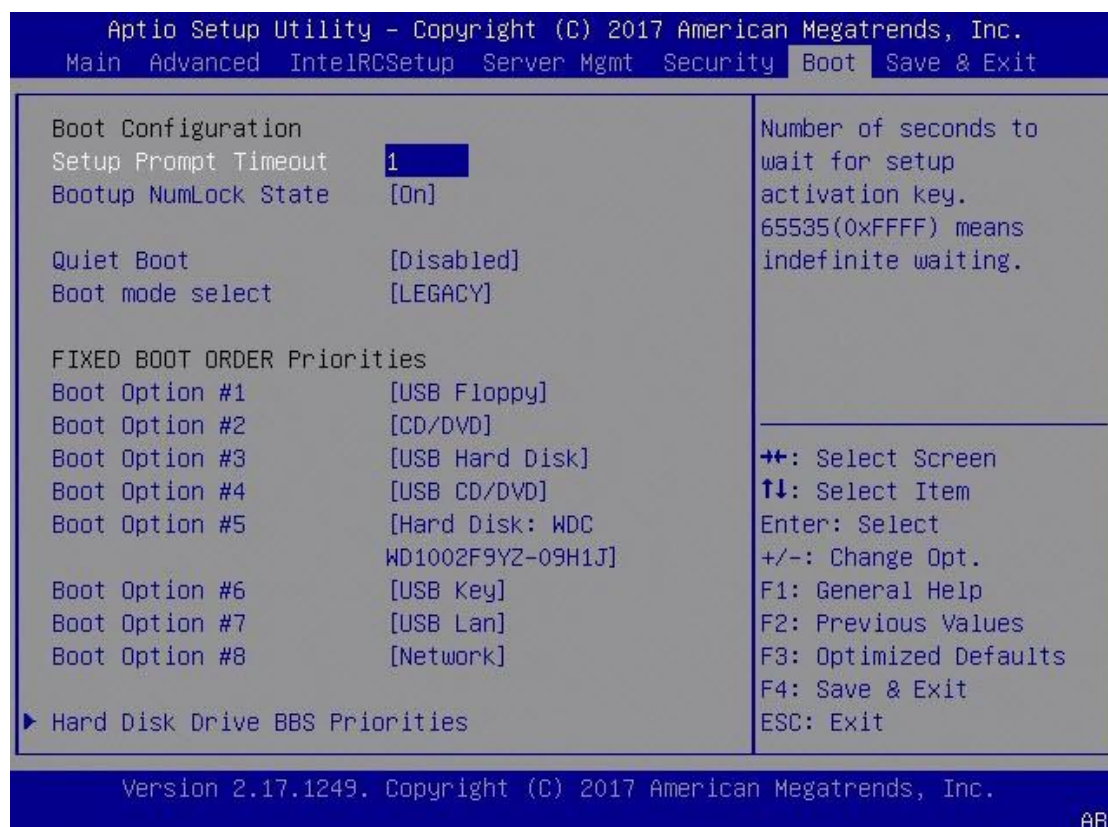 Aptio Setup Utility – Copyright (C) 2017 American Megatrends, Inc.
Main Advanced IntelRCSetup Server Mgmt Security Boot Save & Exit
Boot Configuration
Setup Prompt Timeout 1
Bootup NumLock State [On]
Quiet Boot [Disabled]
Boot mode select [LEGACY]
FIXED BOOT ORDER Priorities
Boot Option #1 [USB Floppy]
Boot Option #2 [CD/DVD]
Boot Option #3 [USB Hard Disk]
Boot Option #4 [USB CD/DVD]
Boot Option #5 [Hard Disk: WDC
WD1002F9YZ-09H1J]
Boot Option #6 [USB Key]
Boot Option #7 [USB Lan]
Boot Option #8 [Network]
Hard Disk Drive BBS Priorities
Number of seconds to
wait for setup
activation key.
65535(0xFFFF) means
indefinite waiting.
→←: Select Screen
↑↓: Select Item
Enter: Select
+/-: Change Opt.
F1: General Help
F2: Previous Values
F3: Optimized Defaults
F4: Save & Exit
ESC: Exit
Version 2.17.1249. Copyright (C) 2017 American Megatrends, Inc.
AB